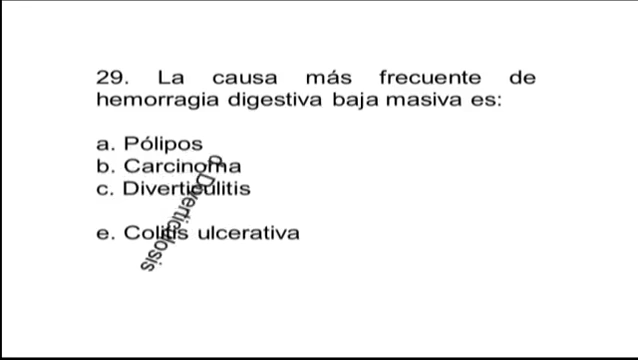 29. La causa más frecuente de
hemorragia digestiva baja masiva es:
a. Pólipos
b. Carcinoma
c. Diverticulitis
d. Diverticulosis
e. Colitis ulcerativa